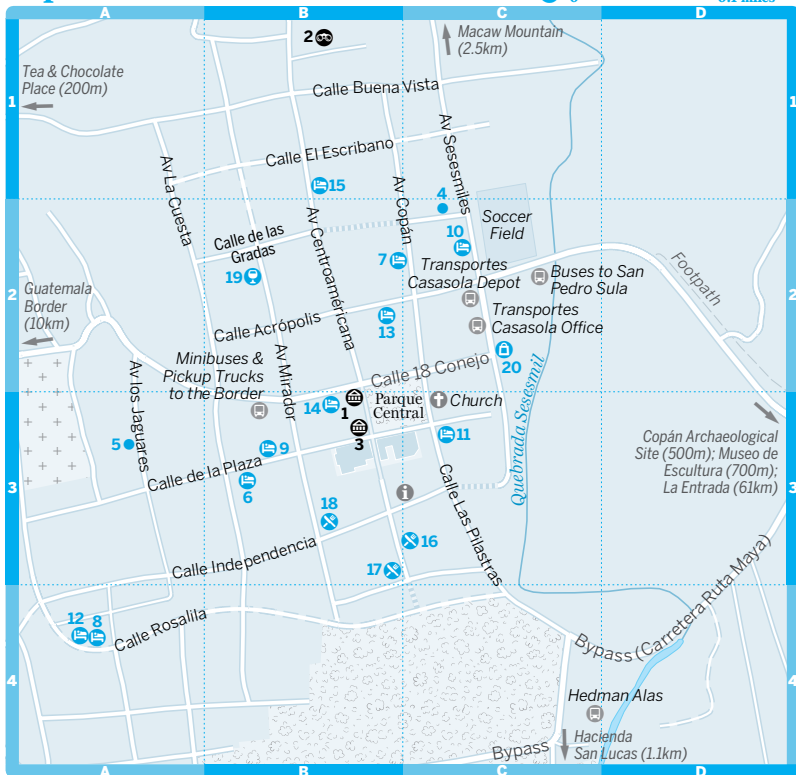 A
B
C
D
2
Macaw Mountain
(2.5km)
Tea & Chocolate
Place (200m)
1
1
Calle Buena Vista
Av Sesesmiles
Calle El Escribano
Av La Cuesta
15
Av Copán
4
Soccer
Field
Calle de las
Gradas
Av Centroaméricana
10
7
19
Transportes
Casasola Depot
Buses to San
Pedro Sula
Footpath
2
2
Guatemala
Border
(10km)
Calle Acrópolis
13
Transportes
Casasola Office
Minibuses &
Pickup Trucks
to the Border
Av Mirador
Calle 18 Conejo
20
Quebrada Sesesmil
Av los Jaguares
14
1
Parque
Central
Church
3
5
9
11
Copán Archaeological
Site (500m); Museo de
Escultura (700m);
La Entrada (61km)
Calle de la Plaza
6
3
3
18
i
Calle Las Pilastras
Calle Independencia
16
17
12
8
Calle Rosalila
Bypass (Carretera Ruta Maya)
4
4
Hedman Alas
Bypass
Hacienda
San Lucas (1.1km)
A
B
C
D